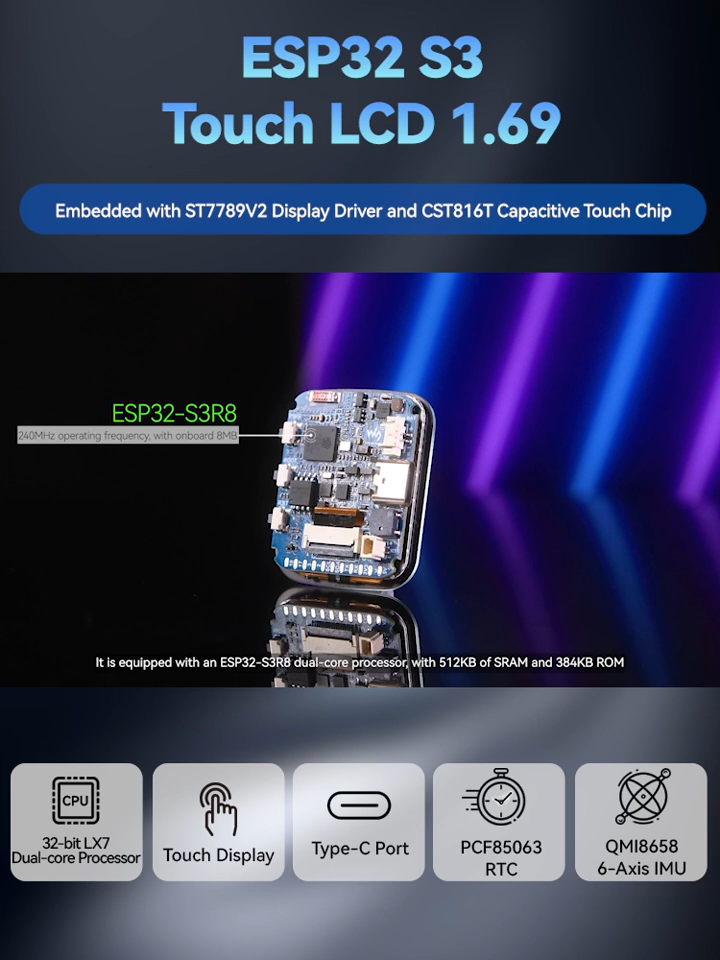 ESP32 S3
Touch LCD 1.69
Embedded with ST7789V2 Display Driver and CST816T Capacitive Touch Chip
ESP32-S3R8
240MHz operating frequency, with onboard 8MB
It is equipped with an ESP32-S3R8 dual-core processor, with 512KB of SRAM and 384KB ROM
CPU
32-bit LX7
Dual-core Processor
Touch Display
Type-C Port
PCF85063
RTC
QMI8658
6-Axis IMU